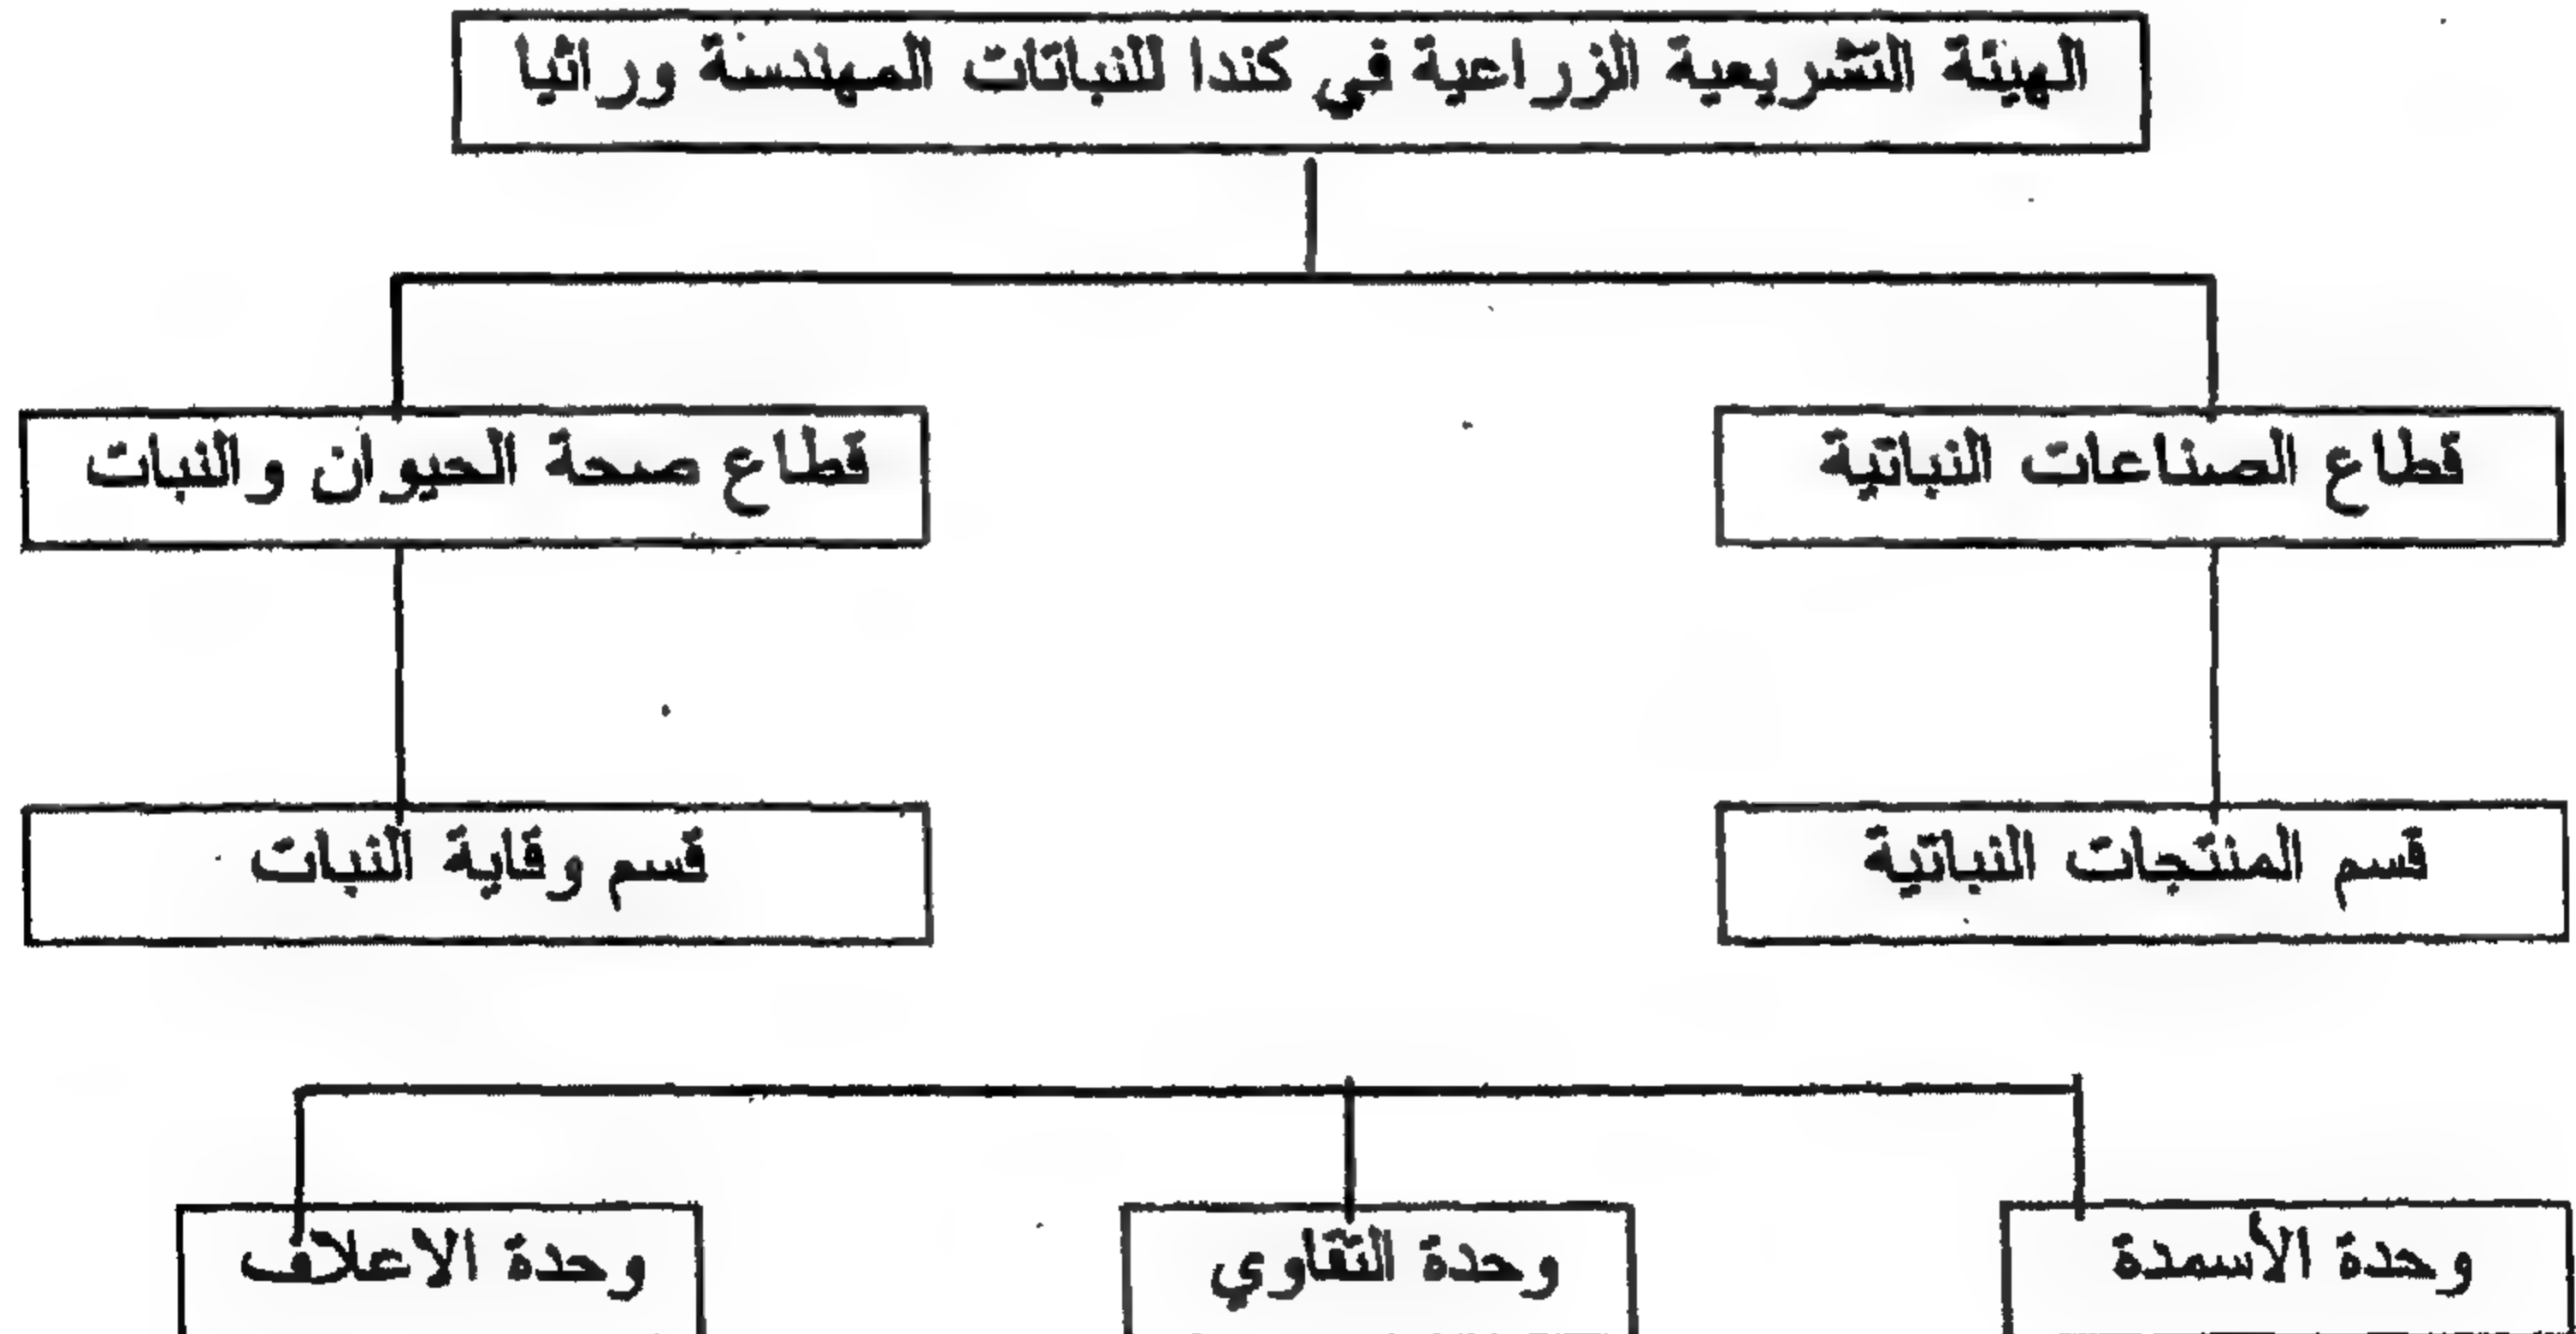 الهيئة التشريعية الزراعية في كندا للنباتات المهندسة وراثيا
قطاع الصناعات النباتية
قطاع صحة الحيوان والنبات
قسم المنتجات النباتية
قسم وقاية النبات
وحدة الأسمدة
وحدة التقاوي
وحدة الاعلاف